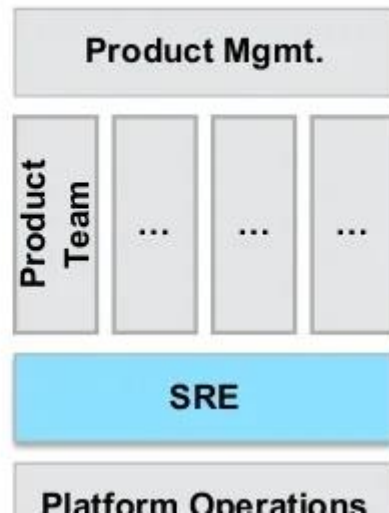 Product Mgmt.
Product
Team
...
...
...
SRE
Platform Operations